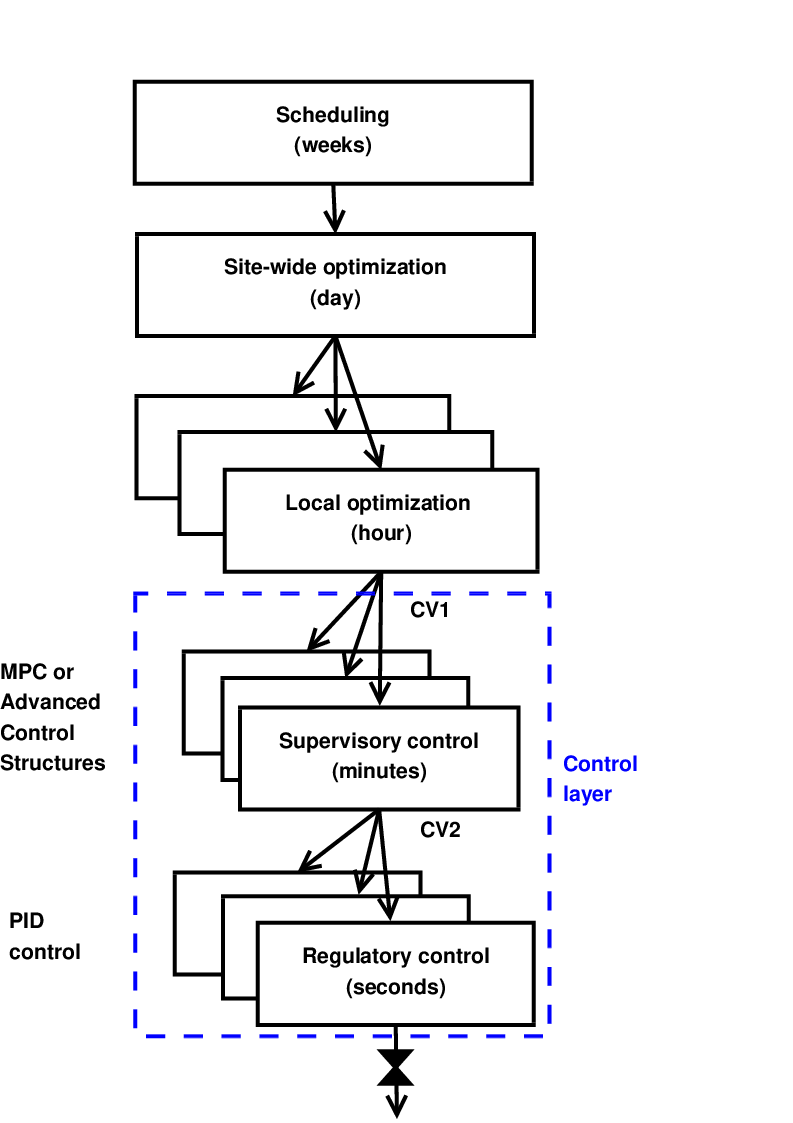 Scheduling
(weeks)
Site-wide optimization
(day)
Local optimization
(hour)
CV1
MPC or
Advanced
Control
Structures
Supervisory control
(minutes)
Control
layer
CV2
PID
control
Regulatory control
(seconds)